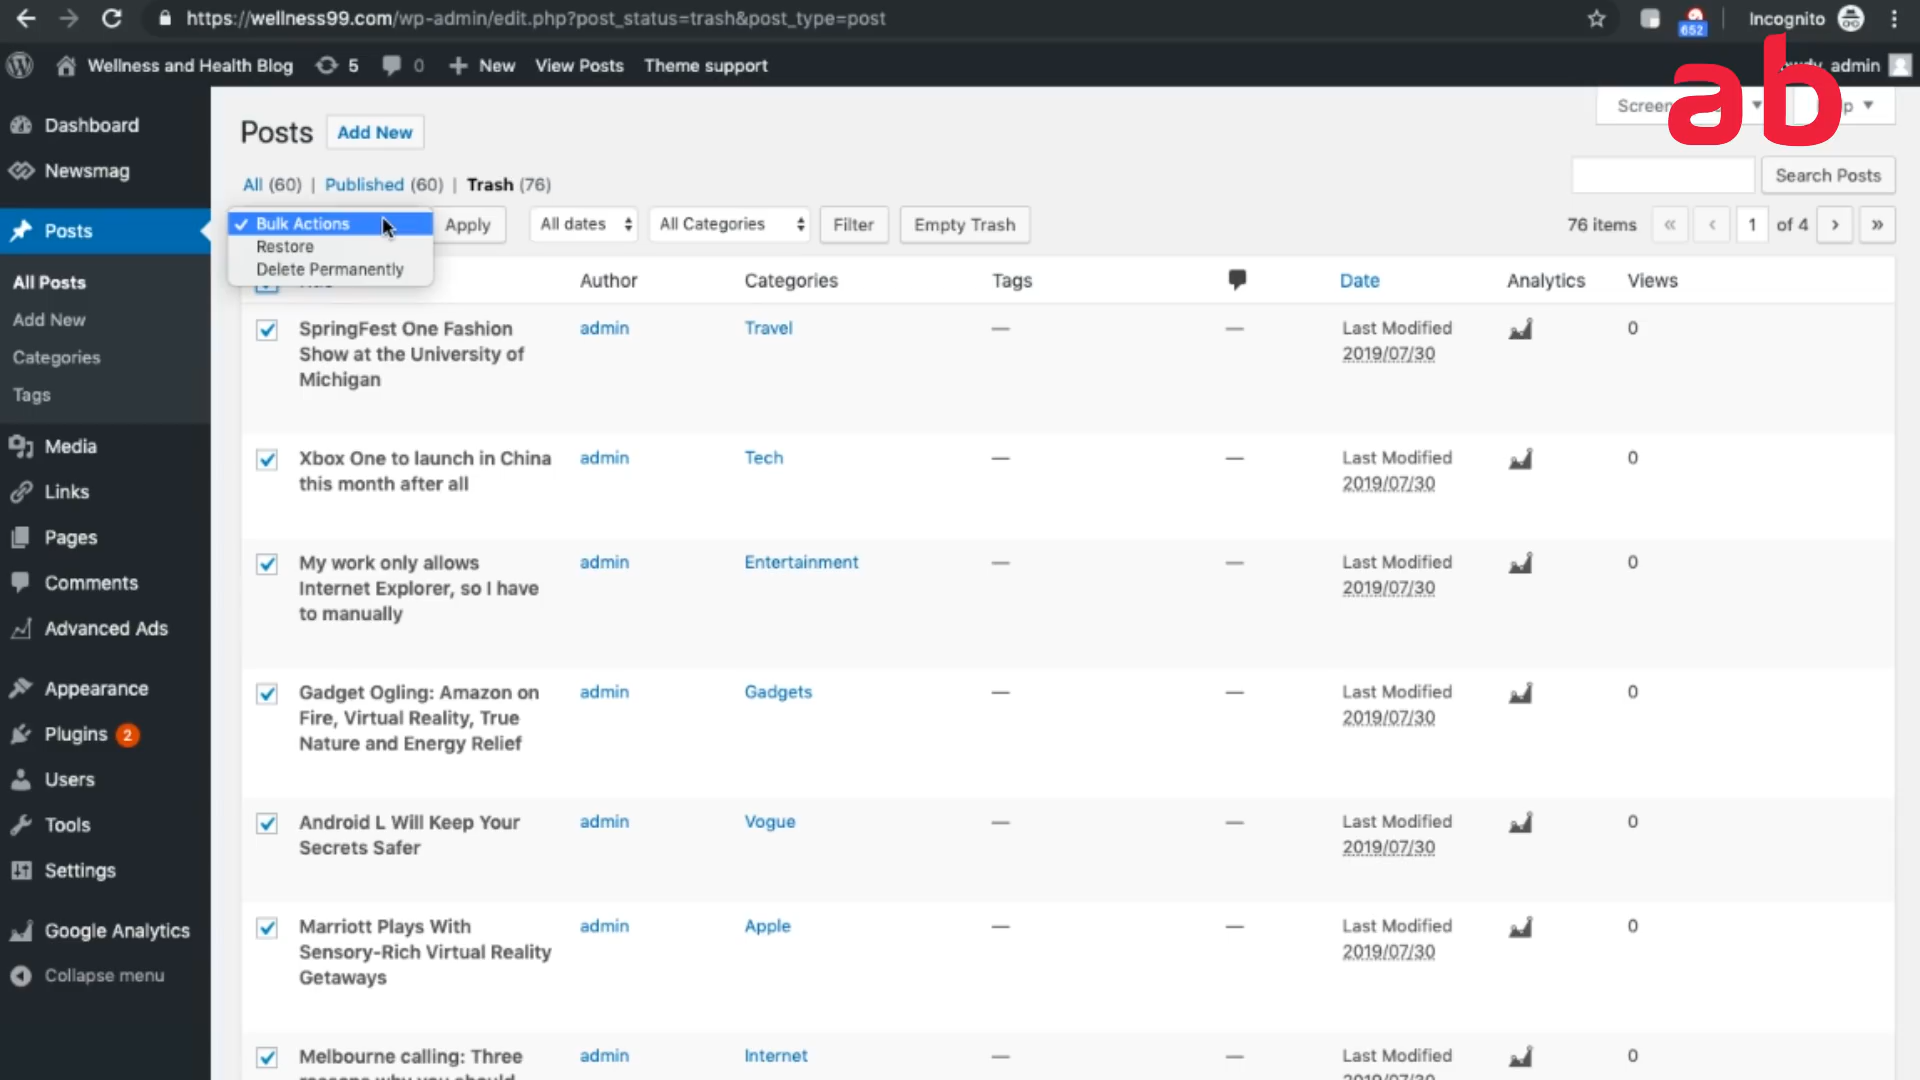 https://wellness99.com/wp-admin/edit.php?post_status=trash&post_type=post
652
Incognito
Wellness and Health Blog
5
0
New
View Posts
Theme support
admin
ab
Dashboard
Newsmag
Posts
All Posts
Add New
Categories
Tags
Media
Links
Pages
Comments
Advanced Ads
Appearance
Plugins 2
Users
Tools
Settings
Google Analytics
Collapse menu
Posts
Add New
All (60) | Published (60) | Trash (76)
Search Posts
Bulk Actions
Restore
Delete Permanently
Apply
All dates
All Categories
Filter
Empty Trash
76 items « ‹ 1 of 4 › »
Author Categories Tags Date Analytics Views
SpringFest One Fashion
Show at the University of
Michigan
admin
Travel
—
—
Last Modified
2019/07/30
0
Xbox One to launch in China
this month after all
admin
Tech
—
—
Last Modified
2019/07/30
0
My work only allows
Internet Explorer, so I have
to manually
admin
Entertainment
—
—
Last Modified
2019/07/30
0
Gadget Ogling: Amazon on
Fire, Virtual Reality, True
Nature and Energy Relief
admin
Gadgets
—
—
Last Modified
2019/07/30
0
Android L Will Keep Your
Secrets Safer
admin
Vogue
—
—
Last Modified
2019/07/30
0
Marriott Plays With
Sensory-Rich Virtual Reality
Getaways
admin
Apple
—
—
Last Modified
2019/07/30
0
Melbourne calling: Three
reasons why you should
admin
Internet
—
—
Last Modified
2019/07/30
0